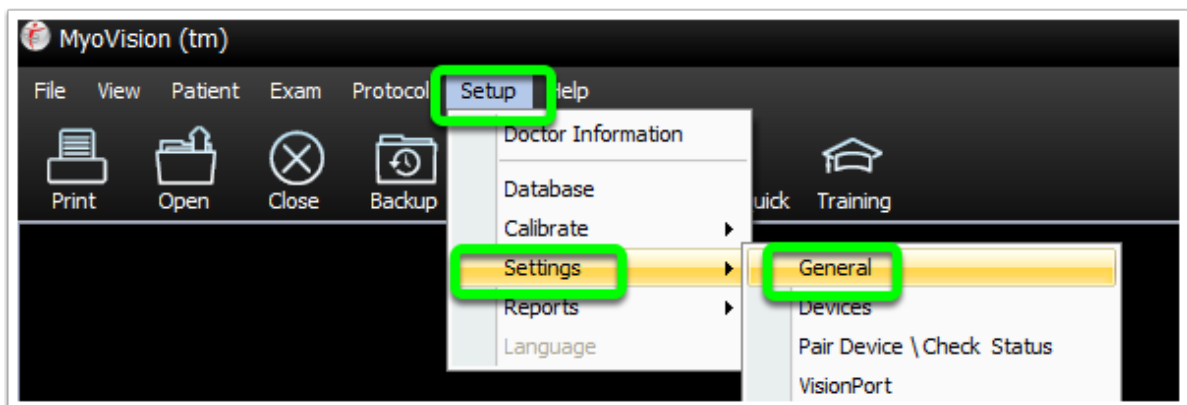 MyoVision (tm)
File View Patient Exam Protocol Setup Help
Print Open Close Backup uick Training
Doctor Information
Database
Calibrate
Settings
Reports
Language
General
Devices
Pair Device \ Check Status
VisionPort